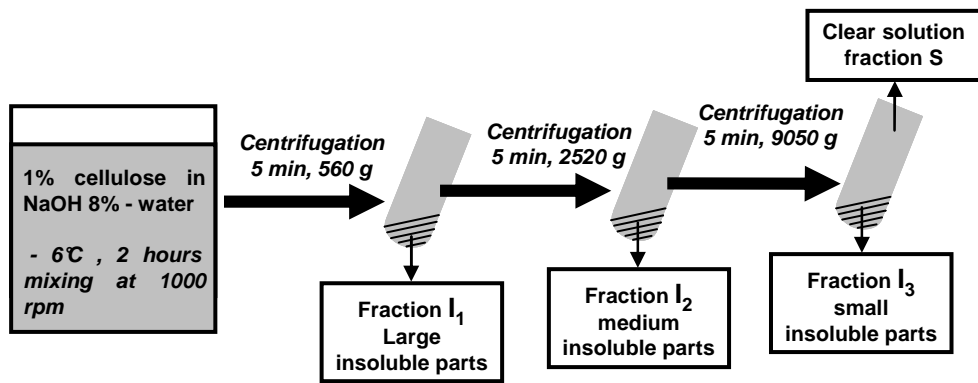 1% cellulose in
NaOH 8% - water
- 6°C , 2 hours
mixing at 1000
rpm
Centrifugation
5 min, 560 g
Fraction I₁
Large
insoluble parts
Centrifugation
5 min, 2520 g
Fraction I₂
medium
insoluble parts
Centrifugation
5 min, 9050 g
Fraction I₃
small
insoluble parts
Clear solution
fraction S